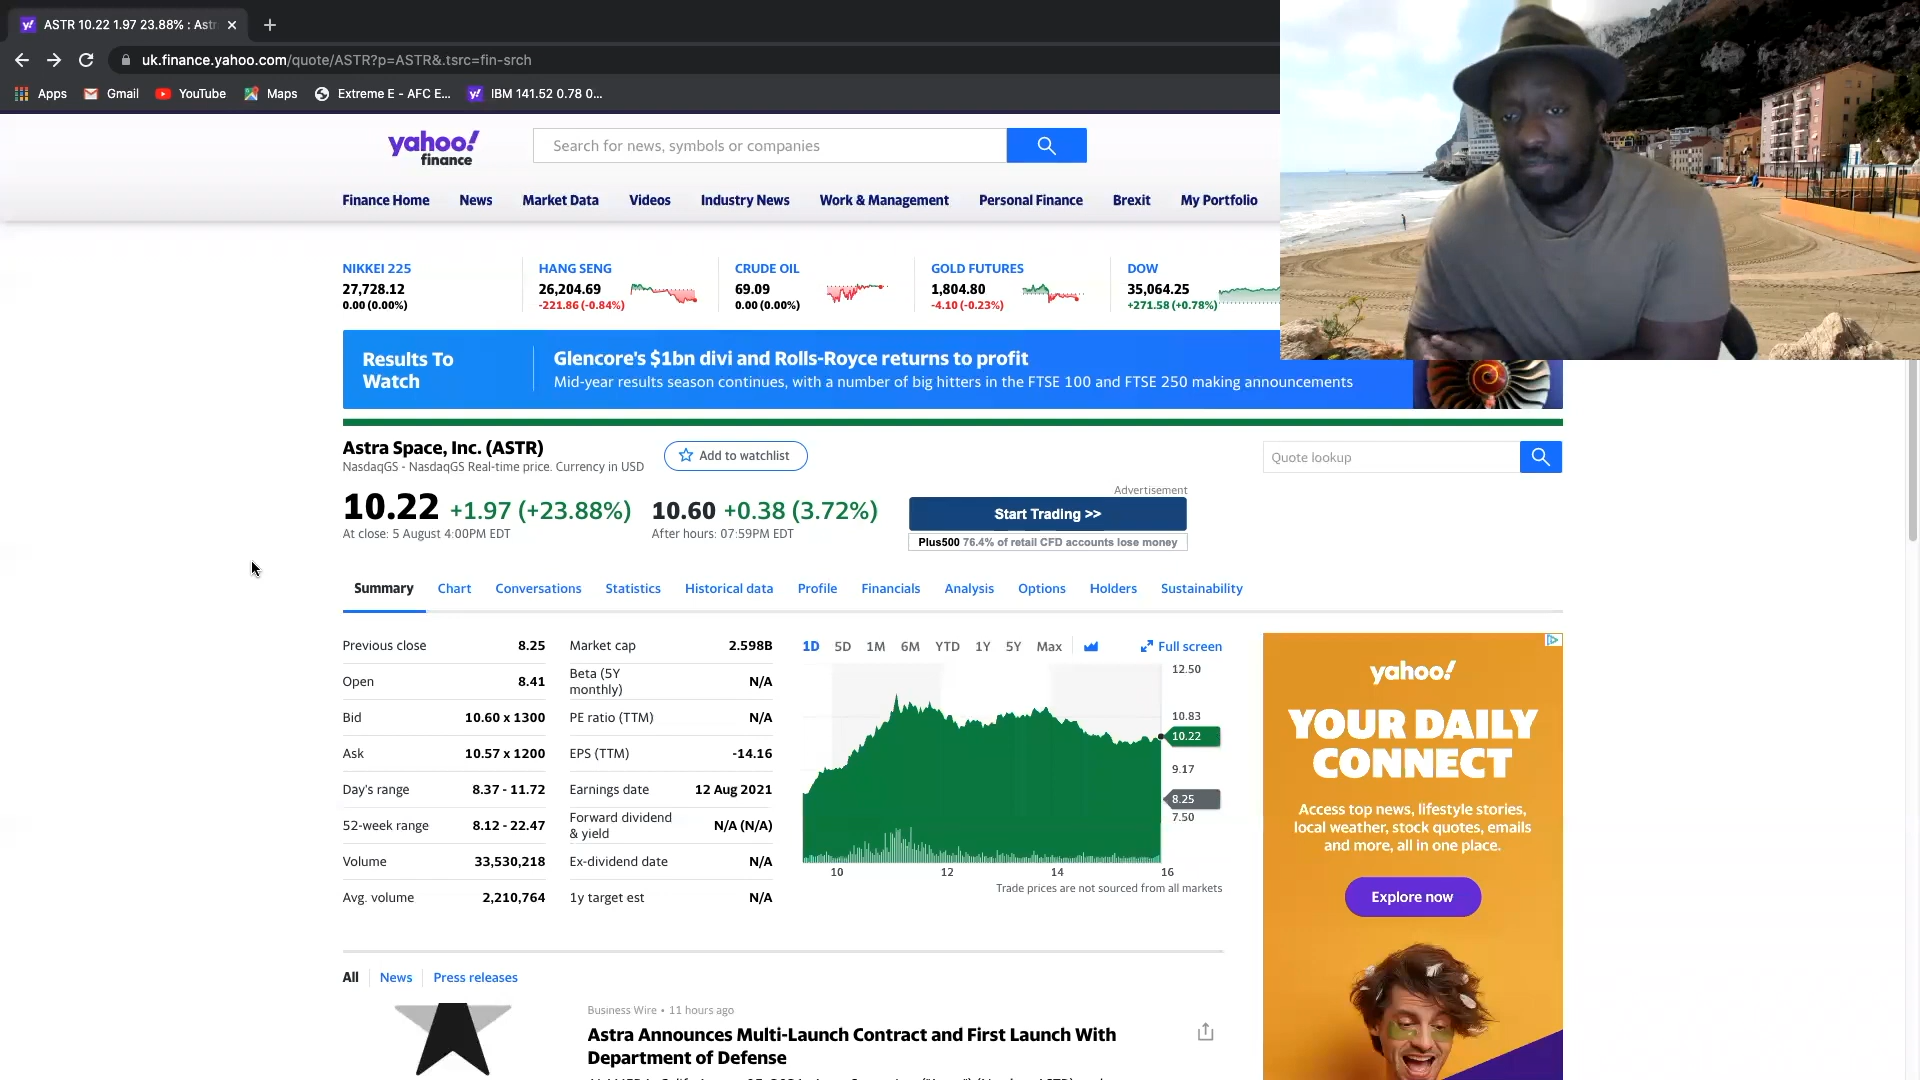 ASTR 10.22 1.97 23.88% : Astr
uk.finance.yahoo.com/quote/ASTR?p=ASTR&.tsrc=fin-srch
Apps Gmail YouTube Maps Extreme E - AFC E... IBM 141.52 0.78 0...
yahoo!
finance
Search for news, symbols or companies
Finance Home News Market Data Videos Industry News Work & Management Personal Finance Brexit My Portfolio
NIKKEI 225
27,728.12
0.00 (0.00%)
HANG SENG
26,204.69
-221.86 (-0.84%)
CRUDE OIL
69.09
0.00 (0.00%)
GOLD FUTURES
1,804.80
-4.10 (-0.23%)
DOW
35,064.25
+271.58 (+0.78%)
Results To
Watch
Glencore's $1bn divi and Rolls-Royce returns to profit
Mid-year results season continues, with a number of big hitters in the FTSE 100 and FTSE 250 making announcements
Astra Space, Inc. (ASTR)
NasdaqGS - NasdaqGS Real-time price. Currency in USD
Add to watchlist
Quote lookup
10.22 +1.97 (+23.88%)
At close: 5 August 4:00PM EDT
10.60 +0.38 (3.72%)
After hours: 07:59PM EDT
Advertisement
Start Trading >>
Plus500 76.4% of retail CFD accounts lose money
Summary Chart Conversations Statistics Historical data Profile Financials Analysis Options Holders Sustainability
Previous close 8.25
Open 8.41
Bid 10.60 x 1300
Ask 10.57 x 1200
Day's range 8.37 - 11.72
52-week range 8.12 - 22.47
Volume 33,530,218
Avg. volume 2,210,764
Market cap 2.598B
Beta (5Y
monthly) N/A
PE ratio (TTM) N/A
EPS (TTM) -14.16
Earnings date 12 Aug 2021
Forward dividend
& yield N/A (N/A)
Ex-dividend date N/A
1y target est N/A
1D 5D 1M 6M YTD 1Y 5Y Max Full screen
12.50
10.83
10.22
9.17
8.25
7.50
10 12 14 16
Trade prices are not sourced from all markets
yahoo!
YOUR DAILY
CONNECT
Access top news, lifestyle stories,
local weather, stock quotes, emails
and more, all in one place.
Explore now
All News Press releases
Business Wire • 11 hours ago
Astra Announces Multi-Launch Contract and First Launch With
Department of Defense